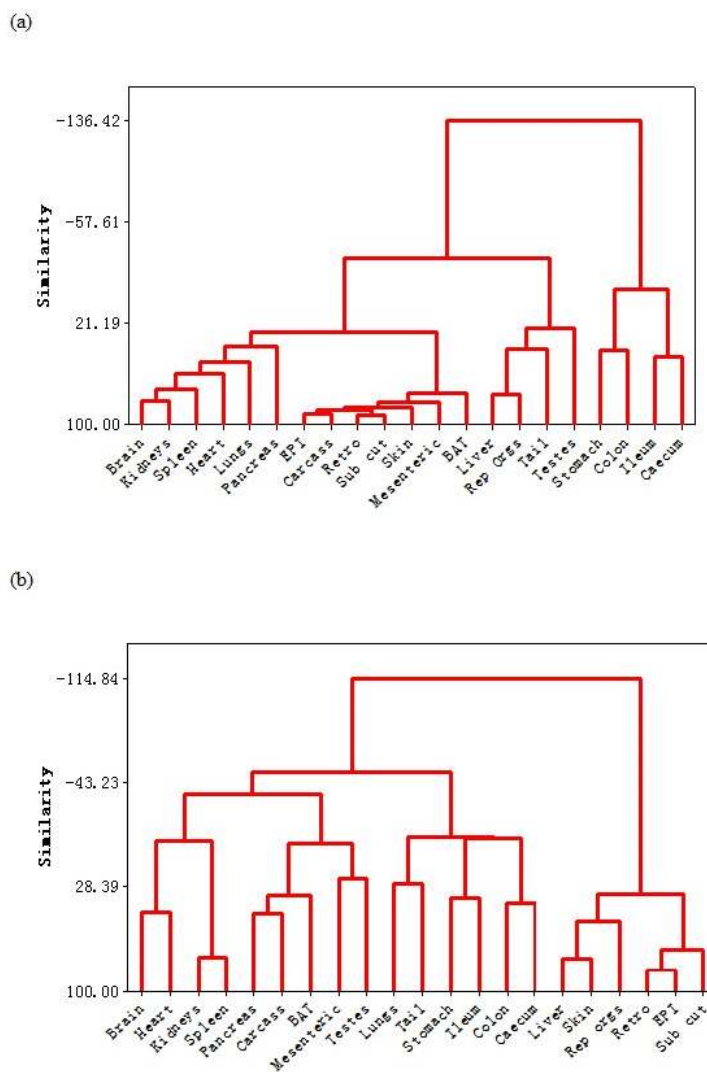 (a)
-136.42
-57.61
21.19
100.00
Similarity
Brain
Kidneys
Spleen
Heart
Lungs
Pancreas
EPI
Carcass
Retro
Sub cut
Skin
Mesenteric
BAT
Liver
Rep Orgs
Tail
Testes
Stomach
Colon
Ileum
Caecum
(b)
-114.84
-43.23
28.39
100.00
Similarity
Brain
Heart
Kidneys
Spleen
Pancreas
Carcass
BAT
Mesenteric
Testes
Lungs
Tail
Stomach
Ileum
Colon
Caecum
Liver
Skin
Rep orgs
Retro
EPI
Sub cut